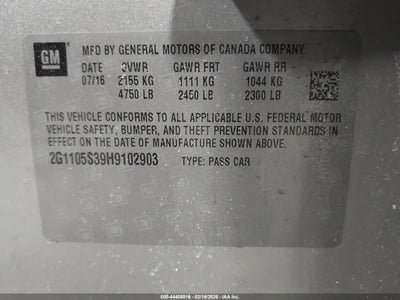 GM
MFD BY GENERAL MOTORS OF CANADA COMPANY
DATE GVWR GAWR FRT GAWR RR
07/16 2155 KG 1111 KG 1044 KG
4750 LB 2450 LB 2300 LB
THIS VEHICLE CONFORMS TO ALL APPLICABLE U.S. FEDERAL MOTOR
VEHICLE SAFETY, BUMPER, AND THEFT PREVENTION STANDARDS IN
EFFECT ON THE DATE OF MANUFACTURE SHOWN ABOVE.
2G1105S39H9102903 TYPE: PASS CAR
000-44408016 - 02/16/2026 - IAA Inc.